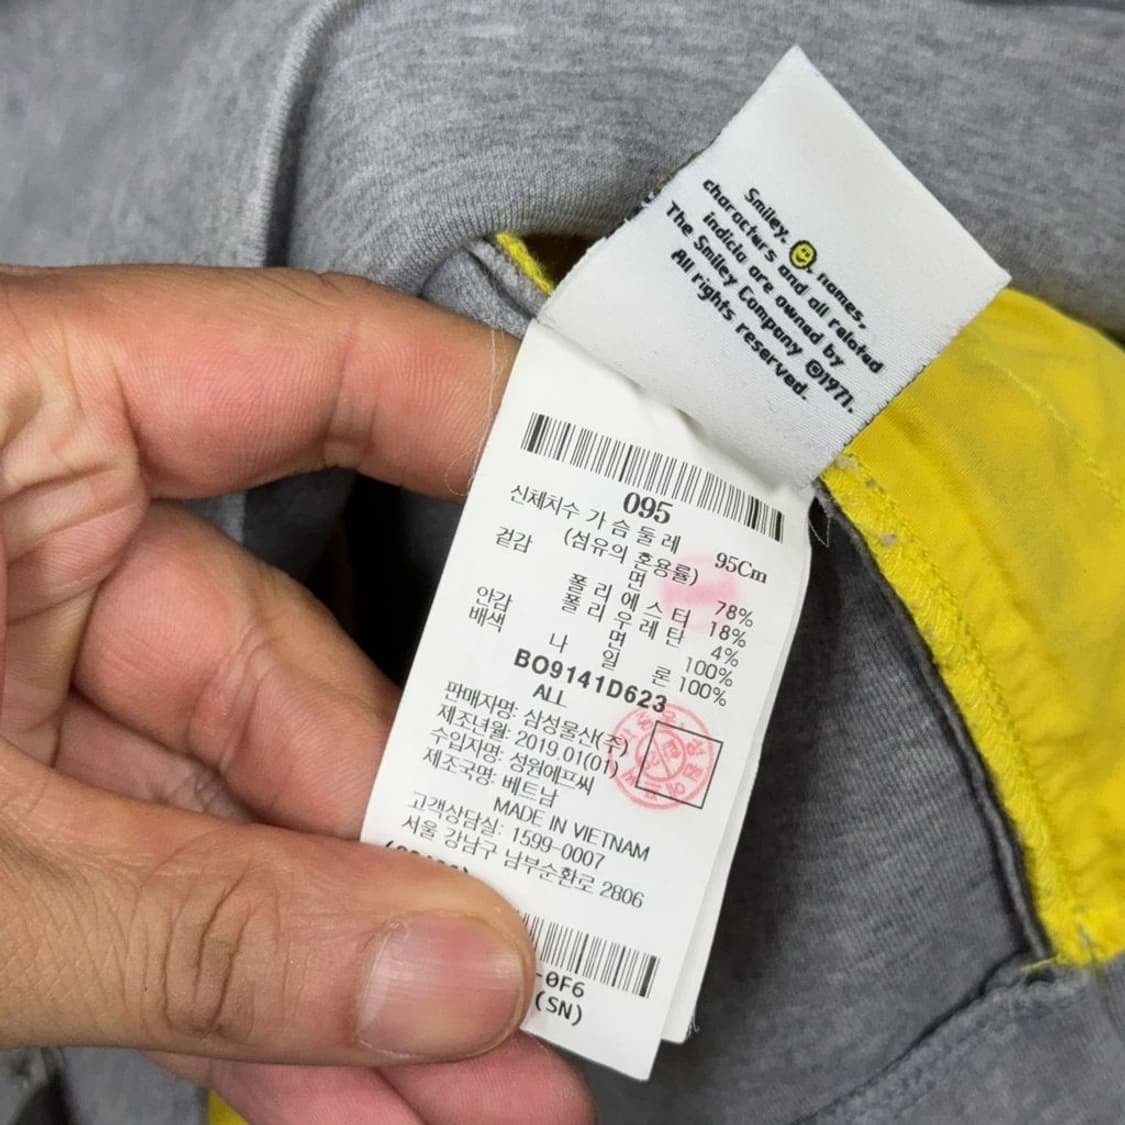 Smiley. names,
characters and all related
indicia are owned by
The Smiley Company ©1971.
All rights reserved.
095
신체치수 가슴둘레 95Cm
(섬유의 혼용률)
겉감 면 78%
폴리에스터 18%
폴리우레탄 4%
안감 면 100%
배색 나일론 100%
BO9141D623
ALL
판매자명: 삼성물산(주)
제조년월: 2019.01(01)
수입자명: 성원에프씨
제조국명: 베트남
MADE IN VIETNAM
고객상담실: 1599-0007
서울 강남구 남부순환로 2806
-0F6
(SN)